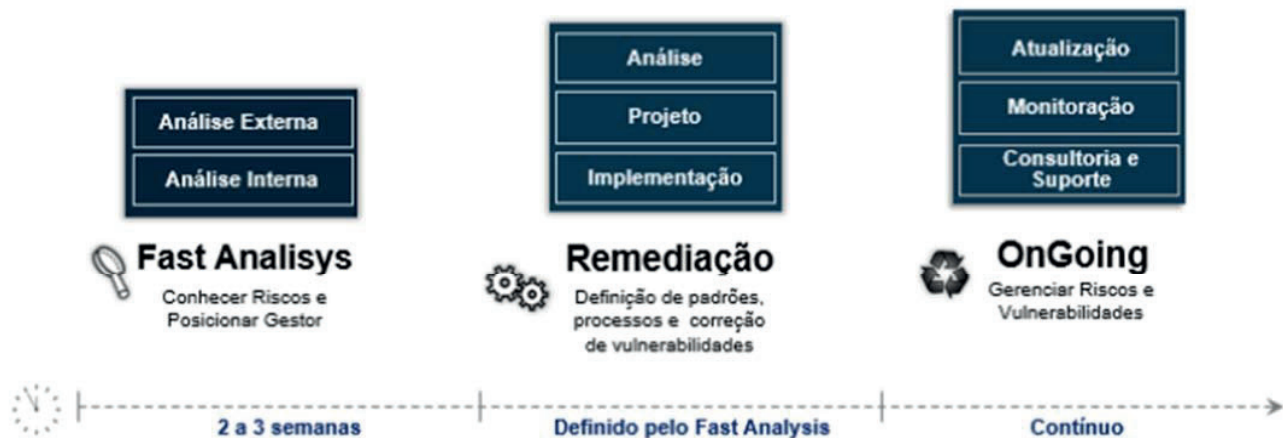 Análise Externa
Análise Interna
Fast Analisys
Conhecer Riscos e
Posicionar Gestor
Análise
Projeto
Implementação
Remediação
Definição de padrões,
processos e correção
de vulnerabilidades
Atualização
Monitoração
Consultoria e
Suporte
OnGoing
Gerenciar Riscos e
Vulnerabilidades
2 a 3 semanas
Definido pelo Fast Analysis
Contínuo